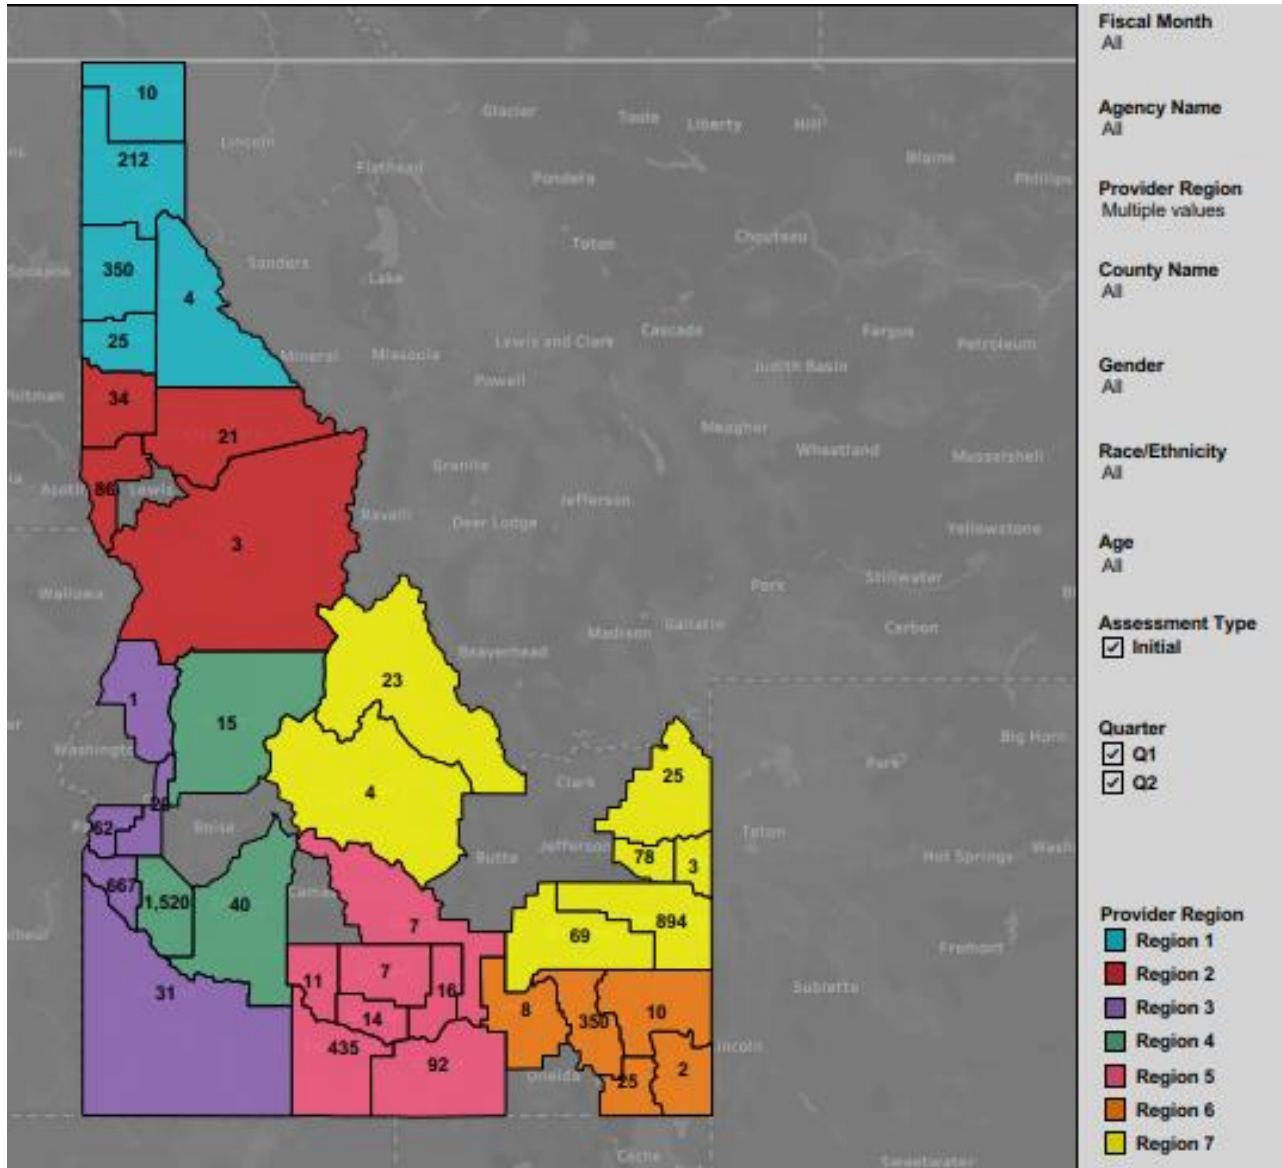 Fiscal Month
All
Agency Name
All
Provider Region
Multiple values
County Name
All
Gender
All
Race/Ethnicity
All
Age
All
Assessment Type
Initial
Quarter
Q1
Q2
Provider Region
Region 1
Region 2
Region 3
Region 4
Region 5
Region 6
Region 7
10
212
350
4
25
34
21
86
3
1
15
23
4
25
62
78
3
667
1,520
40
894
69
7
31
11
7
16
14
8
350
10
435
92
25
2
Glacier
Toole
Liberty
Hill
Lincoln
Blaine
Flathead
Pondera
Phillips
Teton
Chouteau
Spokane
Sanders
Lake
Cascade
Fergus
Lewis and Clark
Petroleum
Mineral
Missoula
Judith Basin
Powell
Meagher
Wheatland
Musselshell
Granite
Lewis
Jefferson
Ravalli
Deer Lodge
Yellowstone
Park
Stillwater
Wallowa
Madison
Gallatin
Carbon
Beaverhead
Big Horn
Washington
Clark
Park
Teton
Boise
Butte
Jefferson
Hot Springs
Fremont
Sublette
Lincoln
Oneida
Cache
Sweetwater